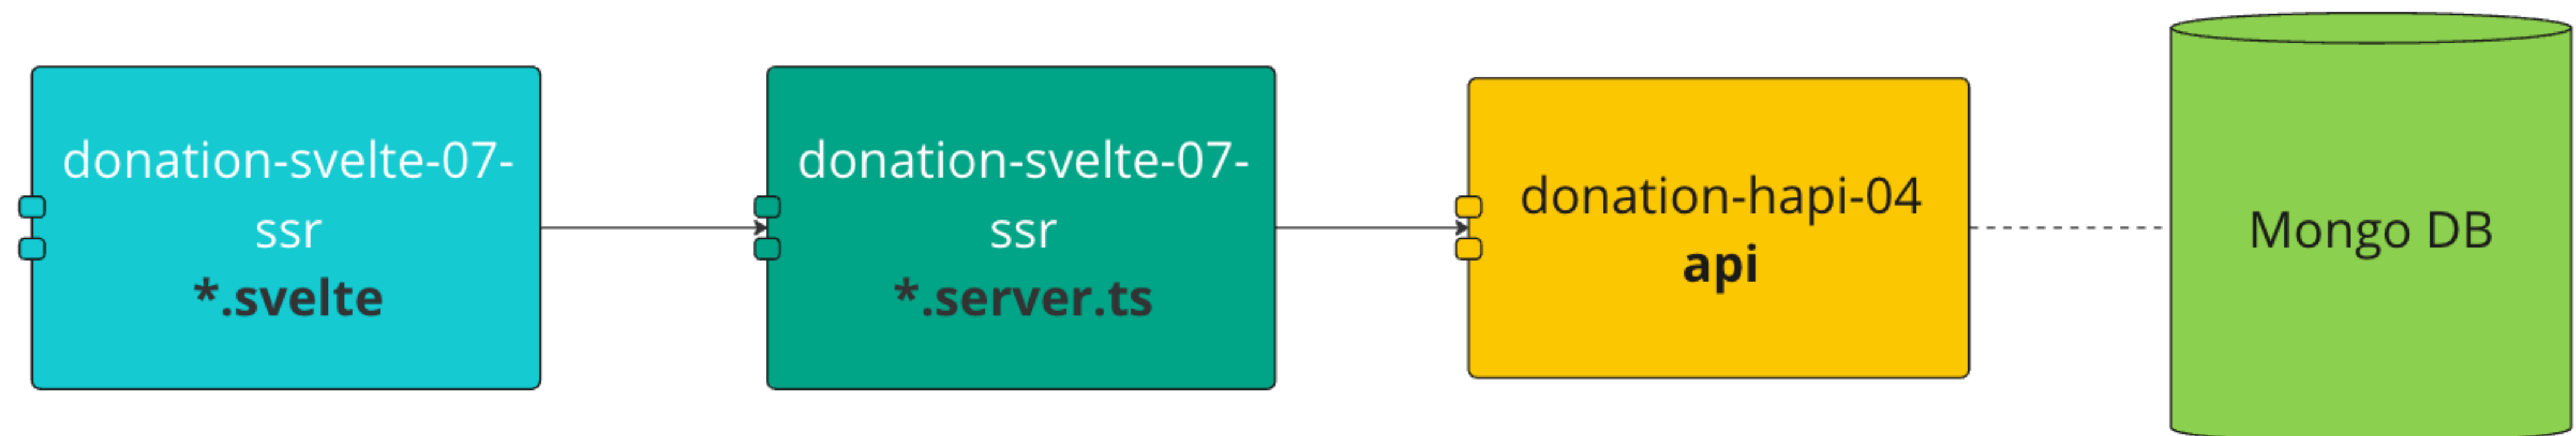 donation-svelte-07-
ssr
*.svelte
donation-svelte-07-
ssr
*.server.ts
donation-hapi-04
api
Mongo DB